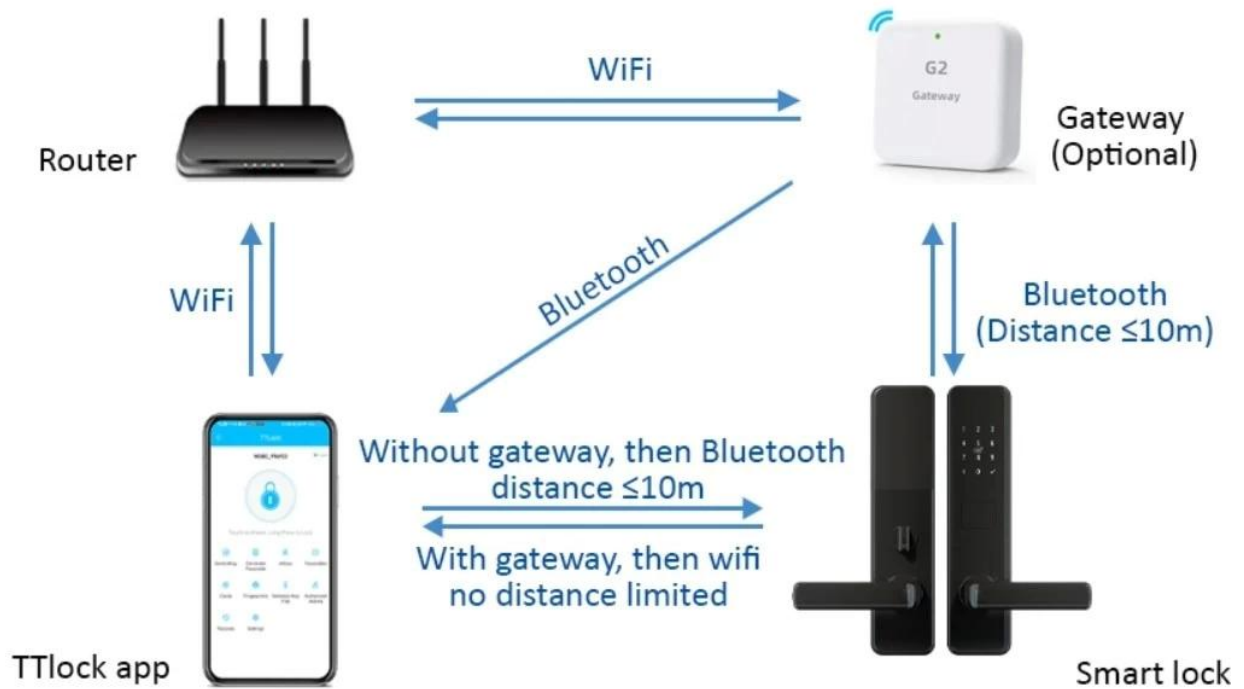 WiFi
G2
Gateway
Router
Gateway
(Optional)
WiFi
Bluetooth
Bluetooth
(Distance ≤10m)
Without gateway, then Bluetooth
distance ≤10m
With gateway, then wifi
no distance limited
TTlock app
Smart lock